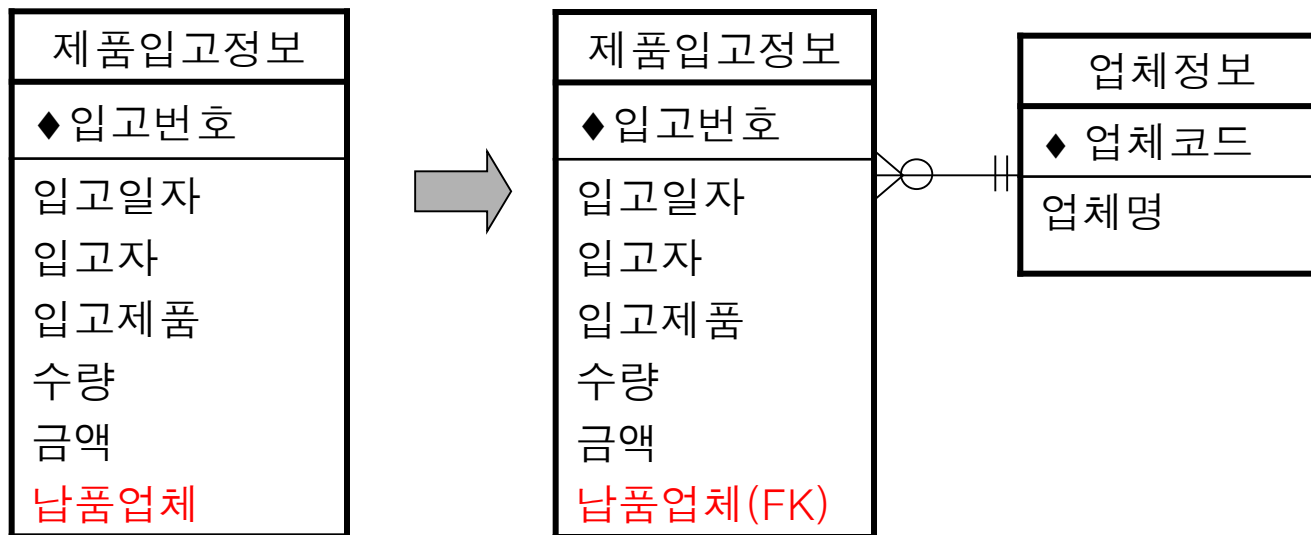 제품입고정보
♦입고번호
입고일자
입고자
입고제품
수량
금액
납품업체
제품입고정보
♦입고번호
입고일자
입고자
입고제품
수량
금액
납품업체(FK)
업체정보
♦ 업체코드
업체명